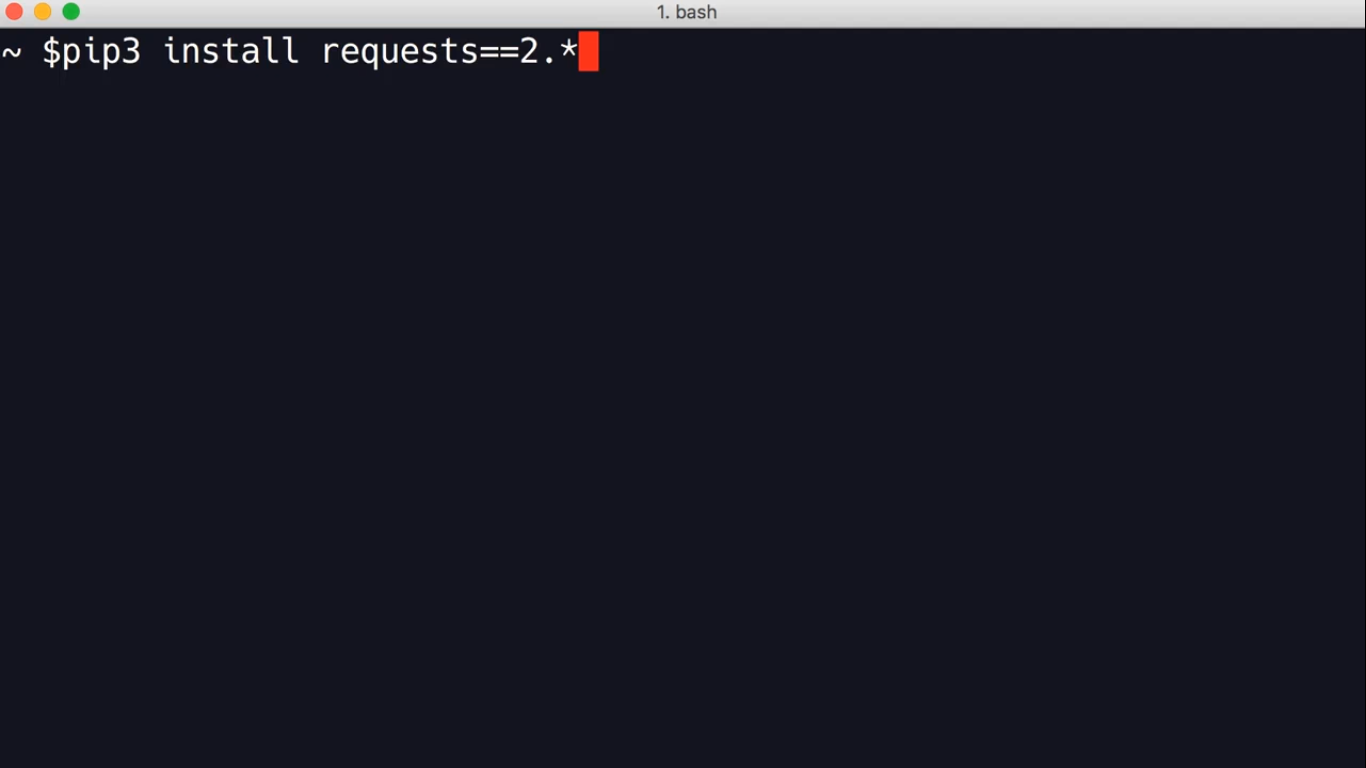 1. bash
~ $pip3 install requests==2.*